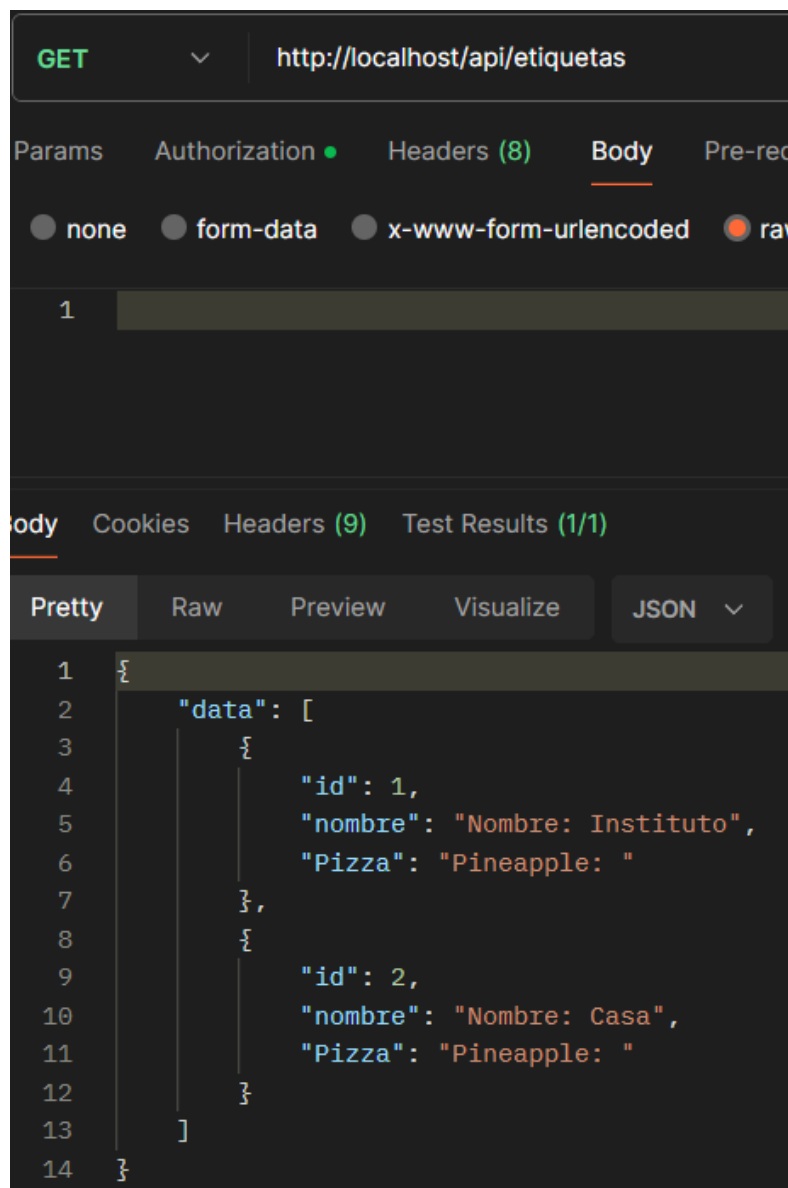 GET http://localhost/api/etiquetas
Params Authorization Headers (8) Body Pre-req
none form-data x-www-form-urlencoded raw
1
Body Cookies Headers (9) Test Results (1/1)
Pretty Raw Preview Visualize JSON
1 {
2 "data": [
3 {
4 "id": 1,
5 "nombre": "Nombre: Instituto",
6 "Pizza": "Pineapple: "
7 },
8 {
9 "id": 2,
10 "nombre": "Nombre: Casa",
11 "Pizza": "Pineapple: "
12 }
13 ]
14 }